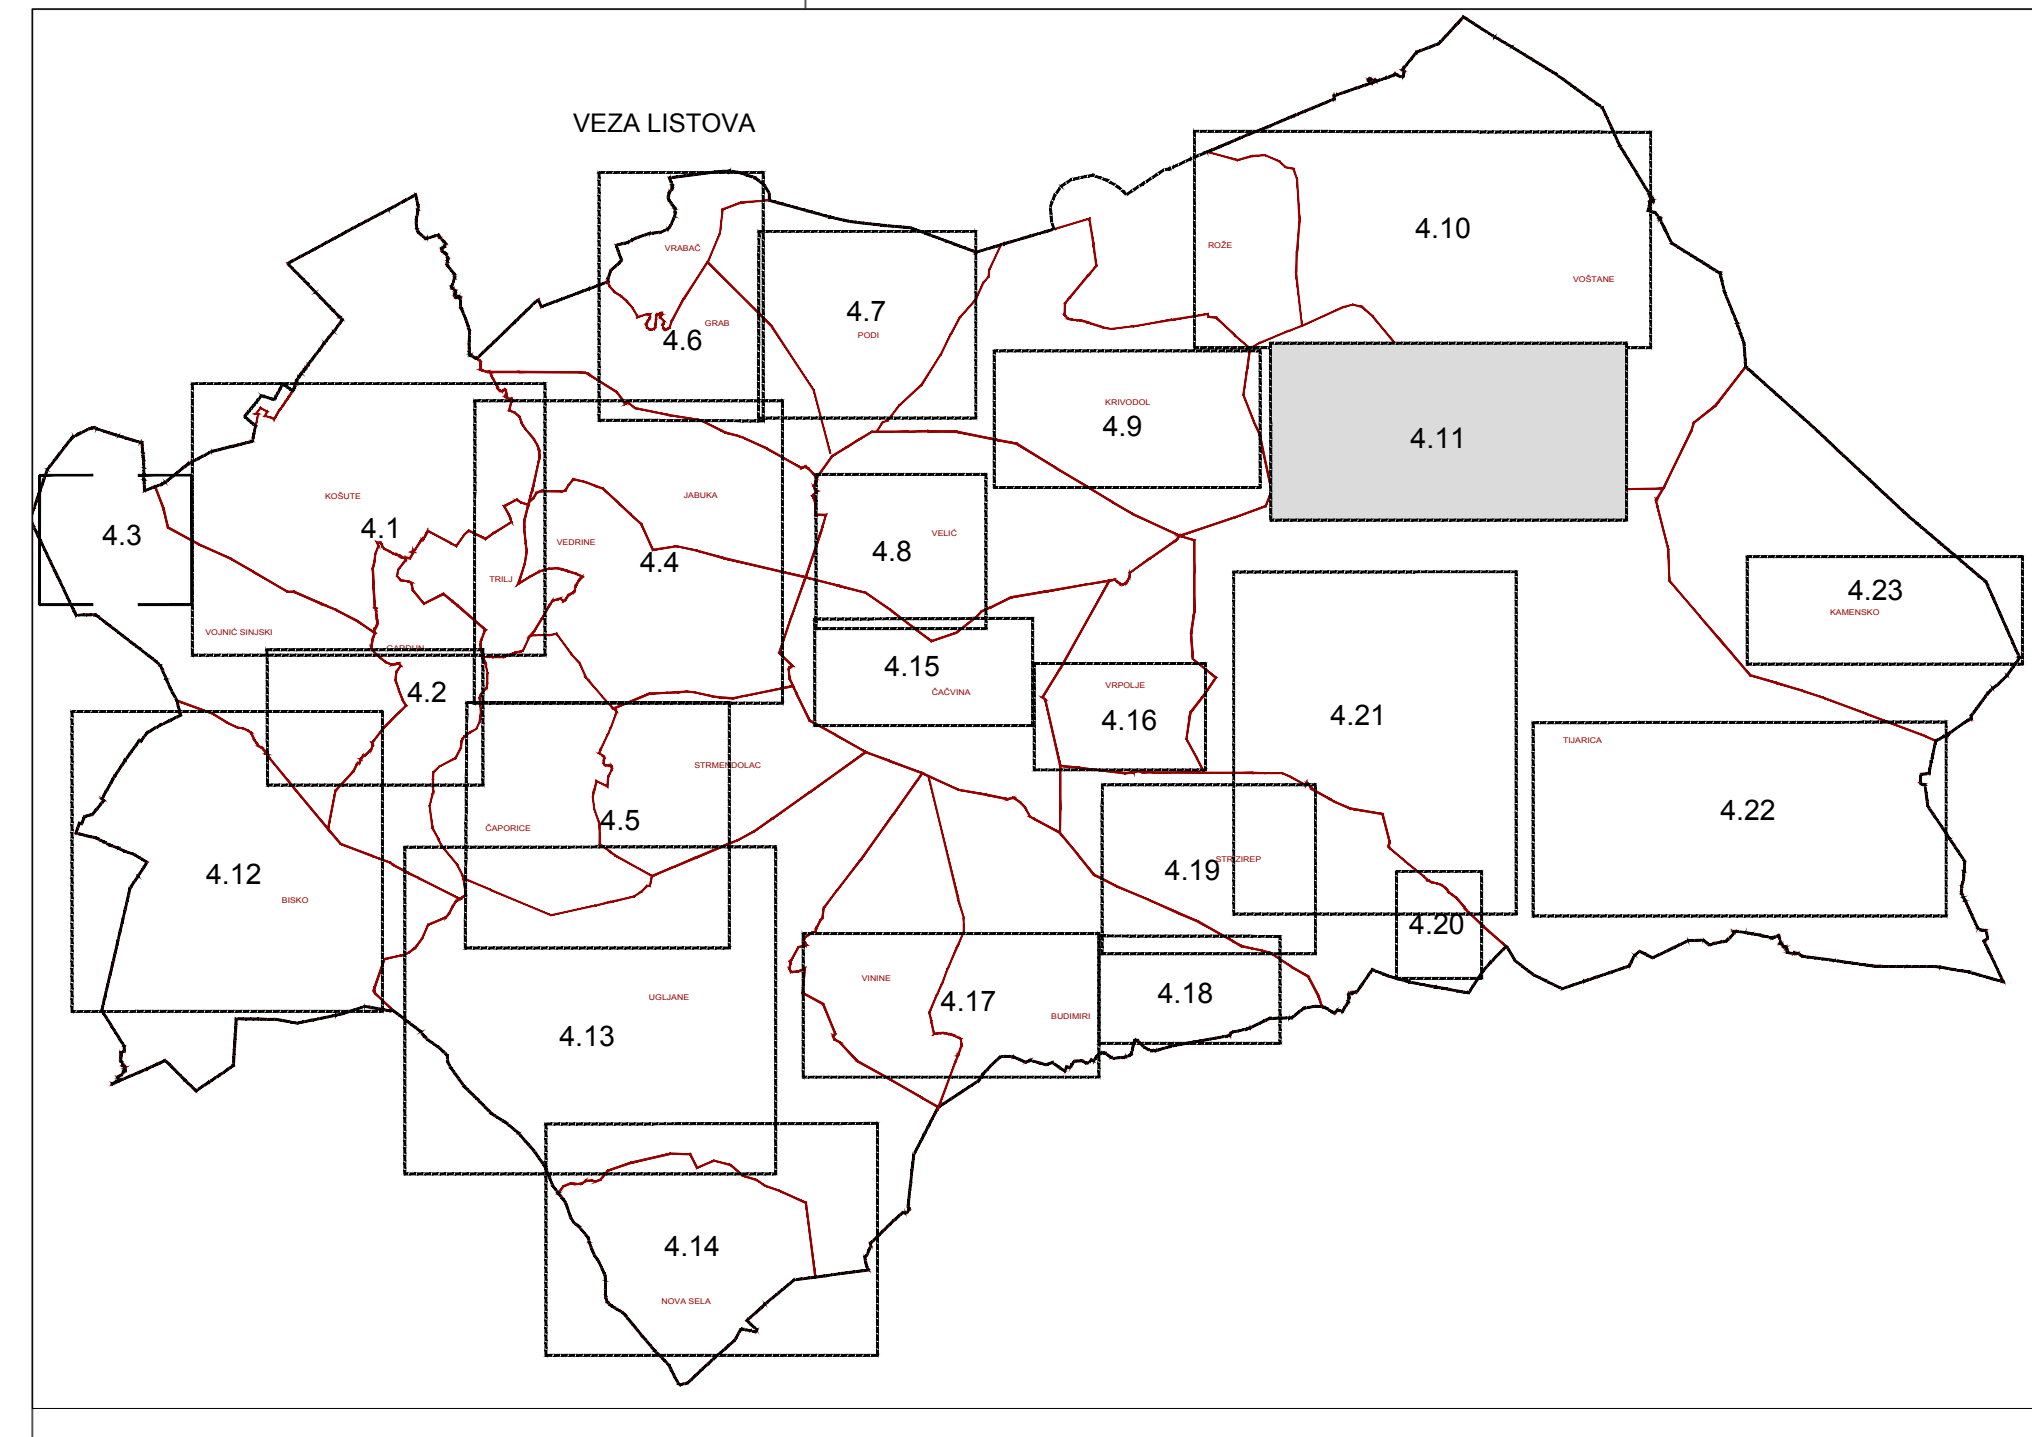 VEZA LISTOVA
4.10
ROŽE
VRABAČ
VOŠTANE
4.7
GRAB
PODI
4.6
KRIVODOL
4.9
4.11
KOŠUTE
JABUKA
4.1
4.3
VELIĆ
VEDRINE
4.8
4.4
TRILJ
4.23
KAMENSKO
VOJNIĆ SINJSKI
GARDUN
4.15
VRPOLJE
4.2
ČAČVINA
4.16
4.21
TIJARICA
STRMENDOLAC
4.22
4.5
ČAPORICE
STRIZIREP
4.19
4.12
BISKO
4.20
VININE
4.18
UGLJANE
4.17
BUDIMIRI
4.13
4.14
NOVA SELA